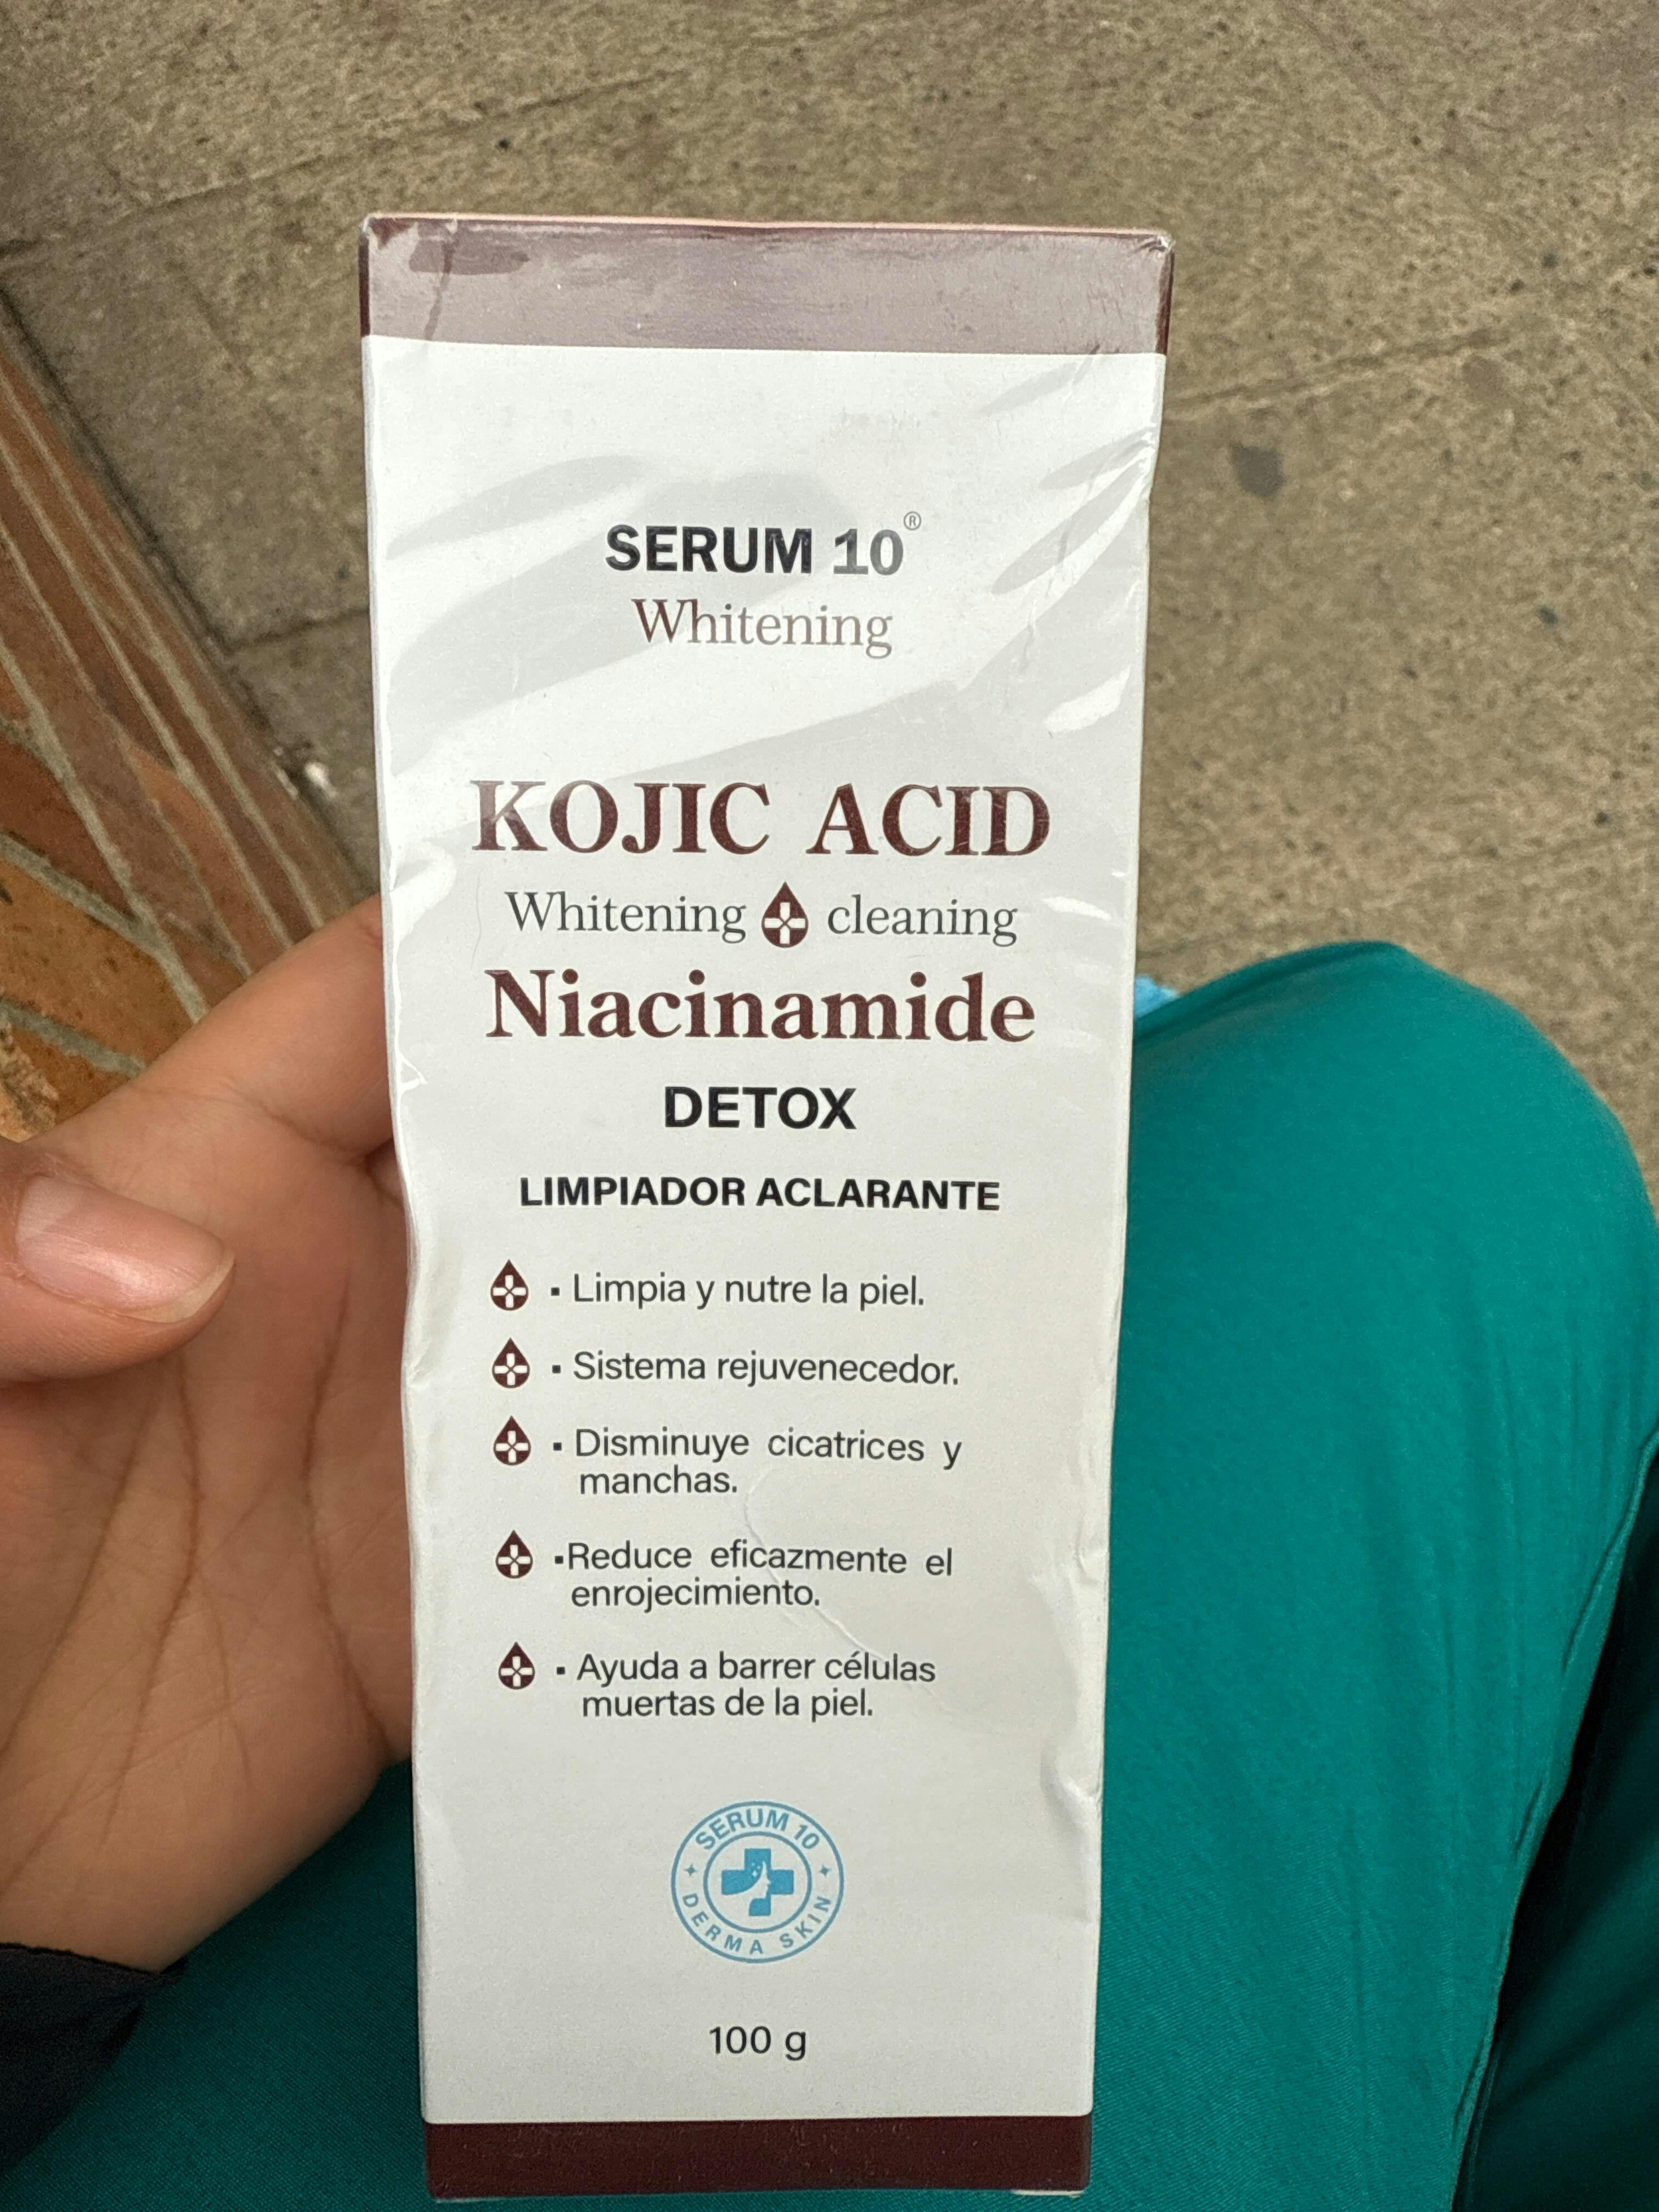 SERUM 10®
Whitening
KOJIC ACID
Whitening cleaning
Niacinamide
DETOX
LIMPIADOR ACLARANTE
▪ Limpia y nutre la piel.
▪ Sistema rejuvenecedor.
▪ Disminuye cicatrices y
manchas.
▪Reduce eficazmente el
enrojecimiento.
▪ Ayuda a barrer células
muertas de la piel.
SERUM 10
DERMA SKIN
100 g